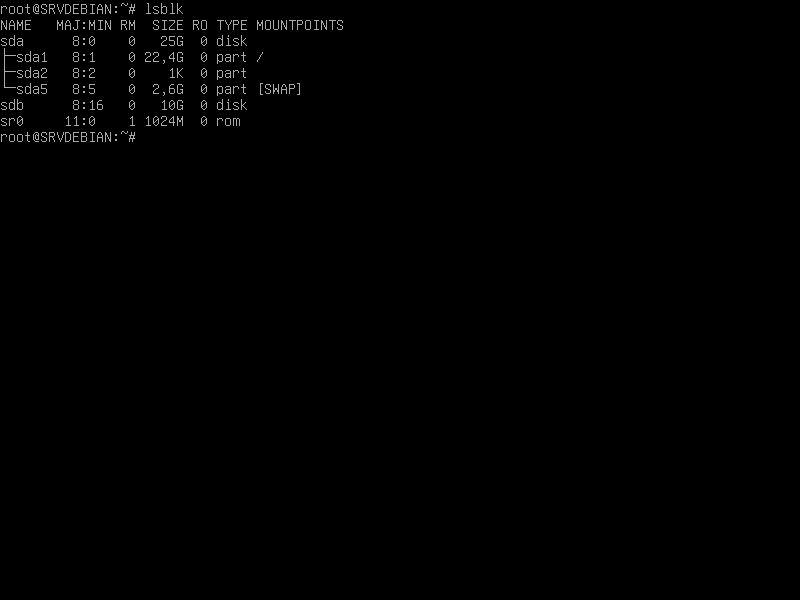 root@SRVDEBIAN:~# lsblk
NAME   MAJ:MIN RM  SIZE RO TYPE MOUNTPOINTS
sda      8:0    0   25G  0 disk
├─sda1   8:1    0 22,4G  0 part /
├─sda2   8:2    0    1K  0 part
└─sda5   8:5    0  2,6G  0 part [SWAP]
sdb      8:16   0   10G  0 disk
sr0     11:0    1 1024M  0 rom
root@SRVDEBIAN:~#